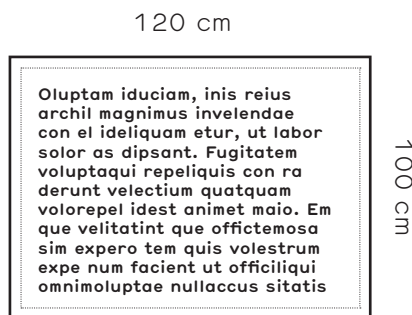 120 cm
Oluptam iduciam, inis reius
archil magnimus invelendae
con el ideliquam etur, ut labor
solor as dipsant. Fugitatem
voluptaqui repeliquis con ra
derunt velectium quatquam
volorepel idest animet maio. Em
que velitatint que offictemosa
sim expero tem quis volestrum
expe num facient ut officiliqui
omnimoluptae nullaccus sitatis
100 cm